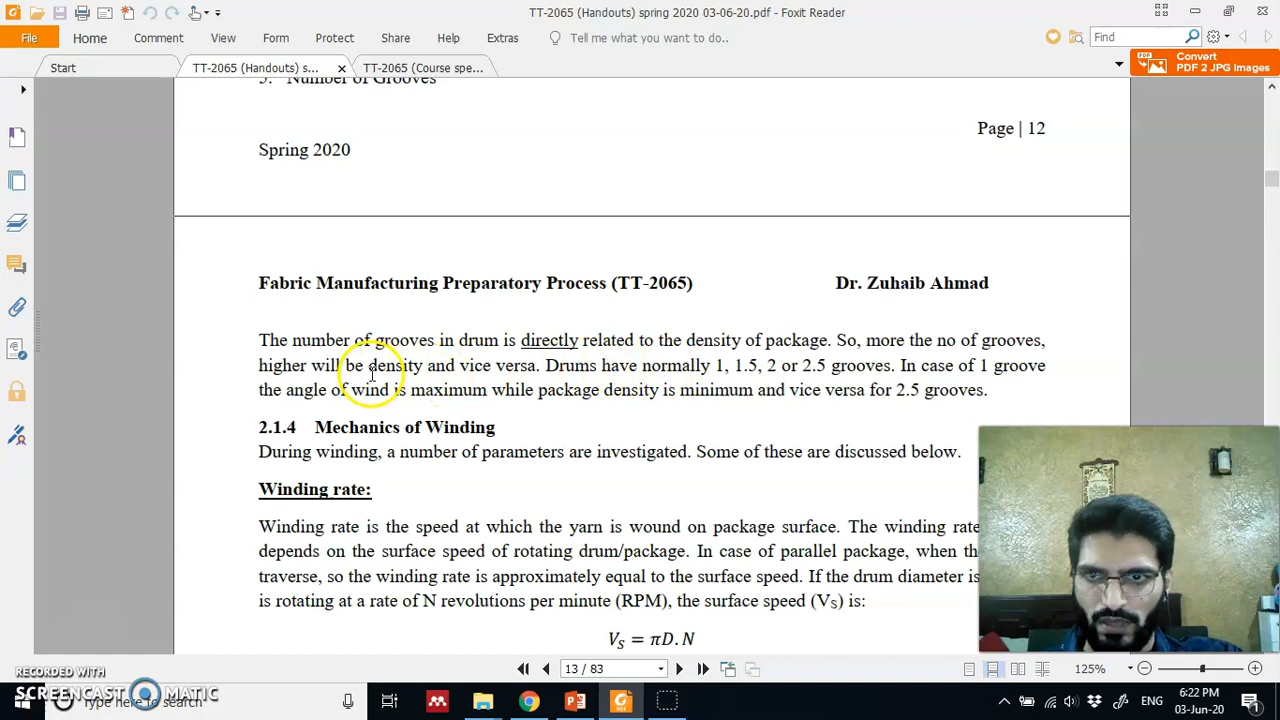 TT-2065 (Handouts) spring 2020 03-06-20.pdf - Foxit Reader
File Home Comment View Form Protect Share Help Extras Tell me what you want to do.. Find
Start TT-2065 (Handouts) s... TT-2065 (Course spe...
Convert
PDF 2 JPG Images
5. Number of Grooves
Page | 12
Spring 2020
Fabric Manufacturing Preparatory Process (TT-2065) Dr. Zuhaib Ahmad
The number of grooves in drum is directly related to the density of package. So, more the no of grooves,
higher will be density and vice versa. Drums have normally 1, 1.5, 2 or 2.5 grooves. In case of 1 groove
the angle of wind is maximum while package density is minimum and vice versa for 2.5 grooves.
2.1.4 Mechanics of Winding
During winding, a number of parameters are investigated. Some of these are discussed below.
Winding rate:
Winding rate is the speed at which the yarn is wound on package surface. The winding rate
depends on the surface speed of rotating drum/package. In case of parallel package, when th
traverse, so the winding rate is approximately equal to the surface speed. If the drum diameter is
is rotating at a rate of N revolutions per minute (RPM), the surface speed (VS) is:
VS = πD.N
13 / 83 125%
RECORDED WITH
SCREENCAST MATIC
Type here to search
ENG
6:22 PM
03-Jun-20
1